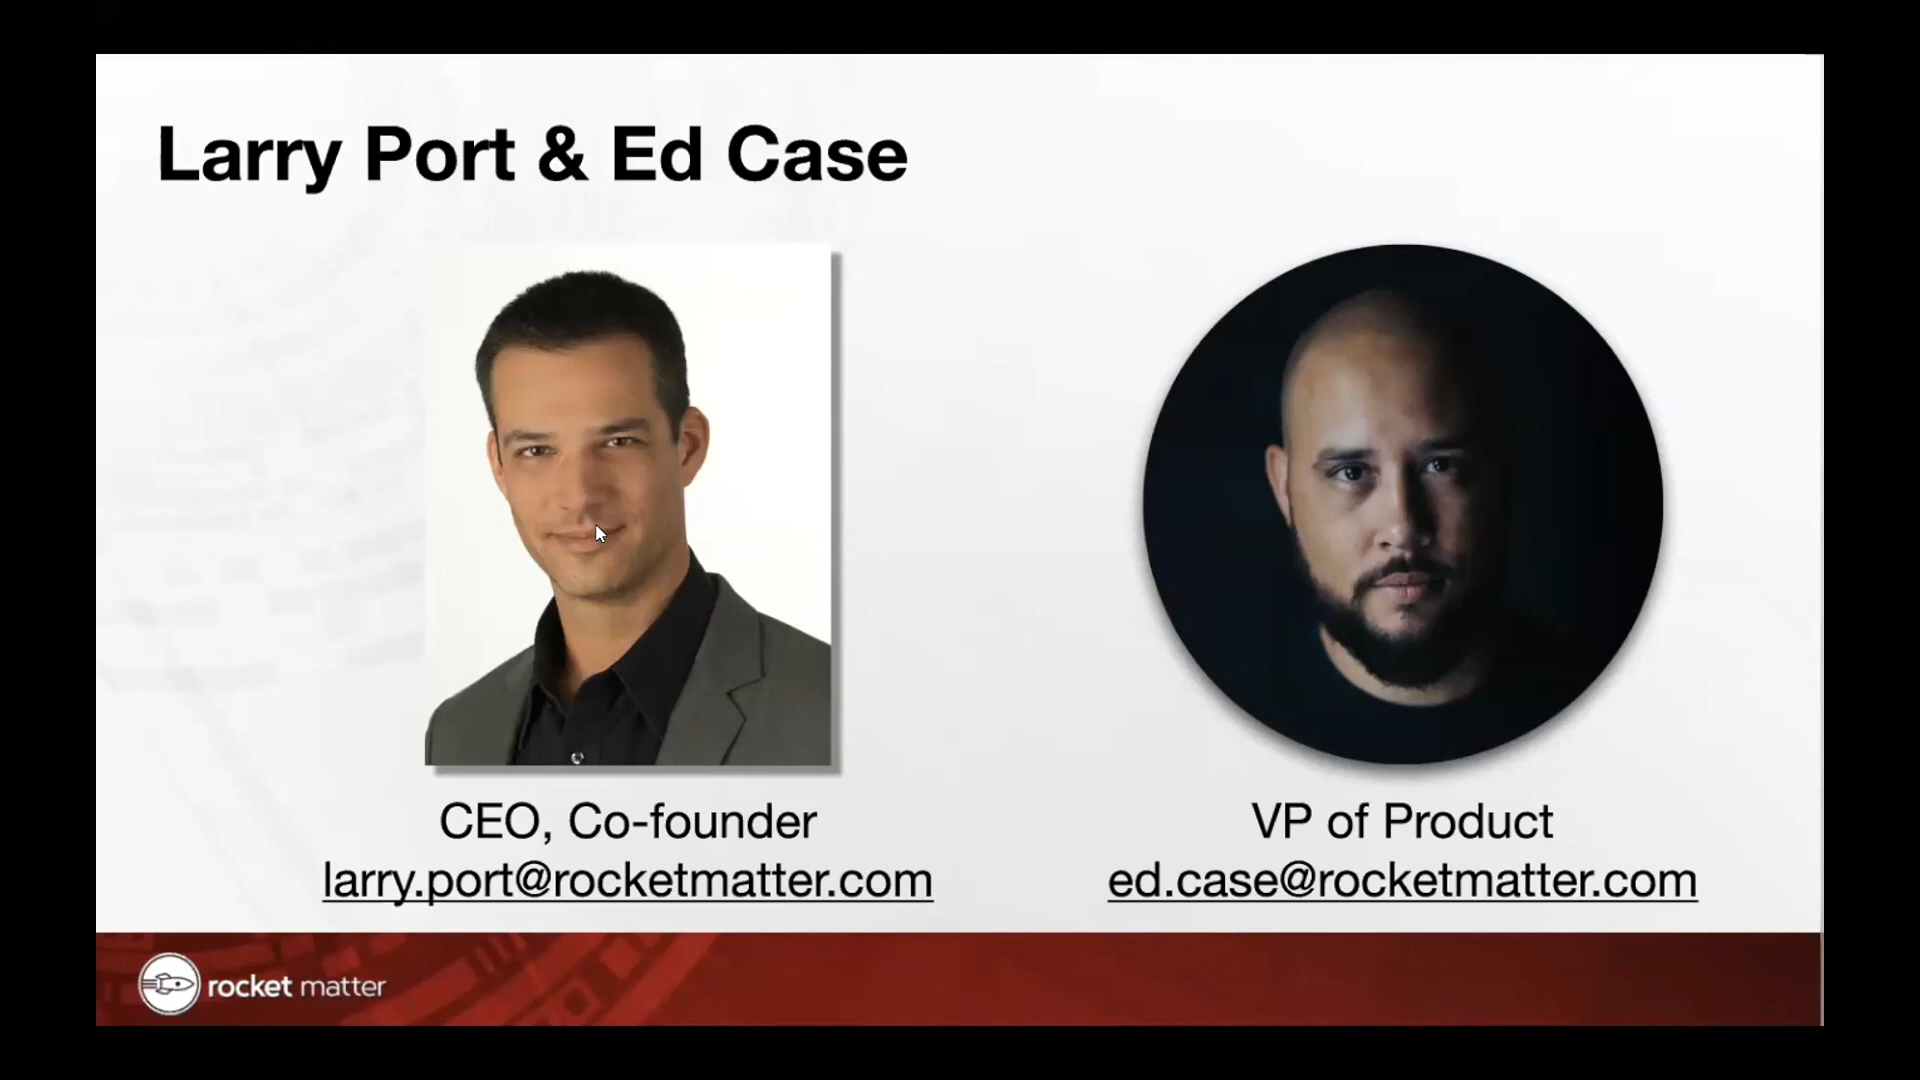 Larry Port & Ed Case
CEO, Co-founder
larry.port@rocketmatter.com
VP of Product
ed.case@rocketmatter.com
rocket matter